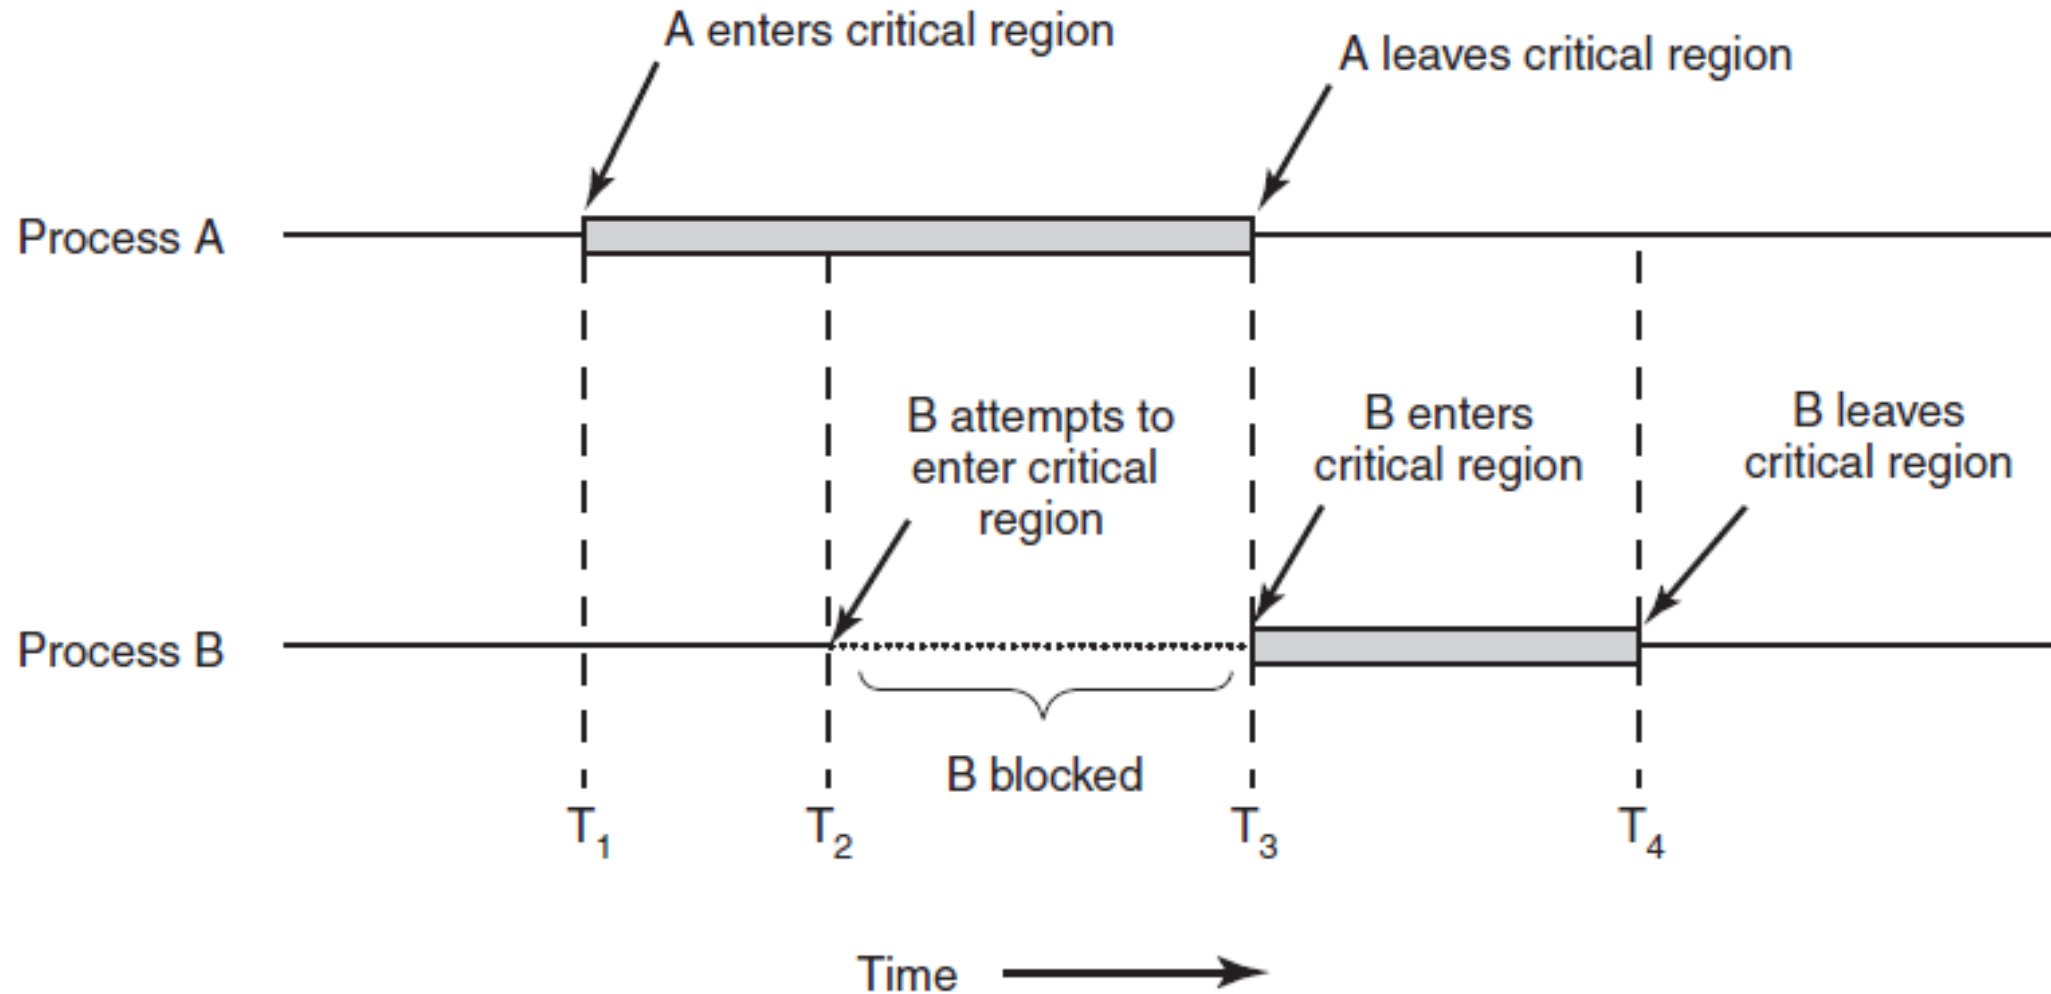 A enters critical region
A leaves critical region
Process A
B attempts to
enter critical
region
B enters
critical region
B leaves
critical region
Process B
B blocked
T1
T2
T3
T4
Time